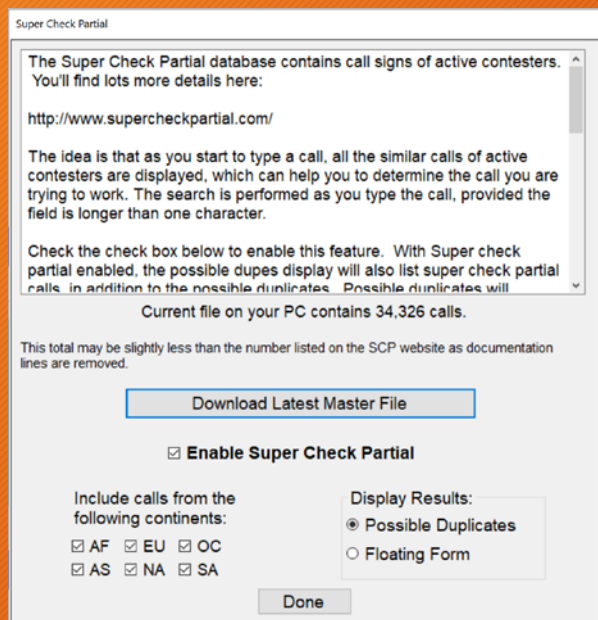 Super Check Partial
The Super Check Partial database contains call signs of active contesters.
You'll find lots more details here:
http://www.supercheckpartial.com/
The idea is that as you start to type a call, all the similar calls of active
contesters are displayed, which can help you to determine the call you are
trying to work. The search is performed as you type the call, provided the
field is longer than one character.
Check the check box below to enable this feature. With Super check
partial enabled, the possible dupes display will also list super check partial
calls, in addition to the possible duplicates. Possible duplicates will
Current file on your PC contains 34,326 calls.
This total may be slightly less than the number listed on the SCP website as documentation
lines are removed.
Download Latest Master File
Enable Super Check Partial
Include calls from the
following continents:
AF EU OC
AS NA SA
Display Results:
Possible Duplicates
Floating Form
Done